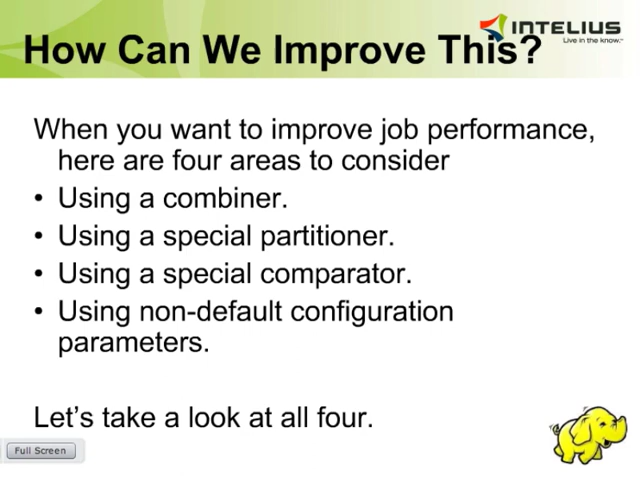 How Can We Improve This?
INTELIUS
Live in the know.™
When you want to improve job performance,
here are four areas to consider
• Using a combiner.
• Using a special partitioner.
• Using a special comparator.
• Using non-default configuration
parameters.
Let’s take a look at all four.
Full Screen